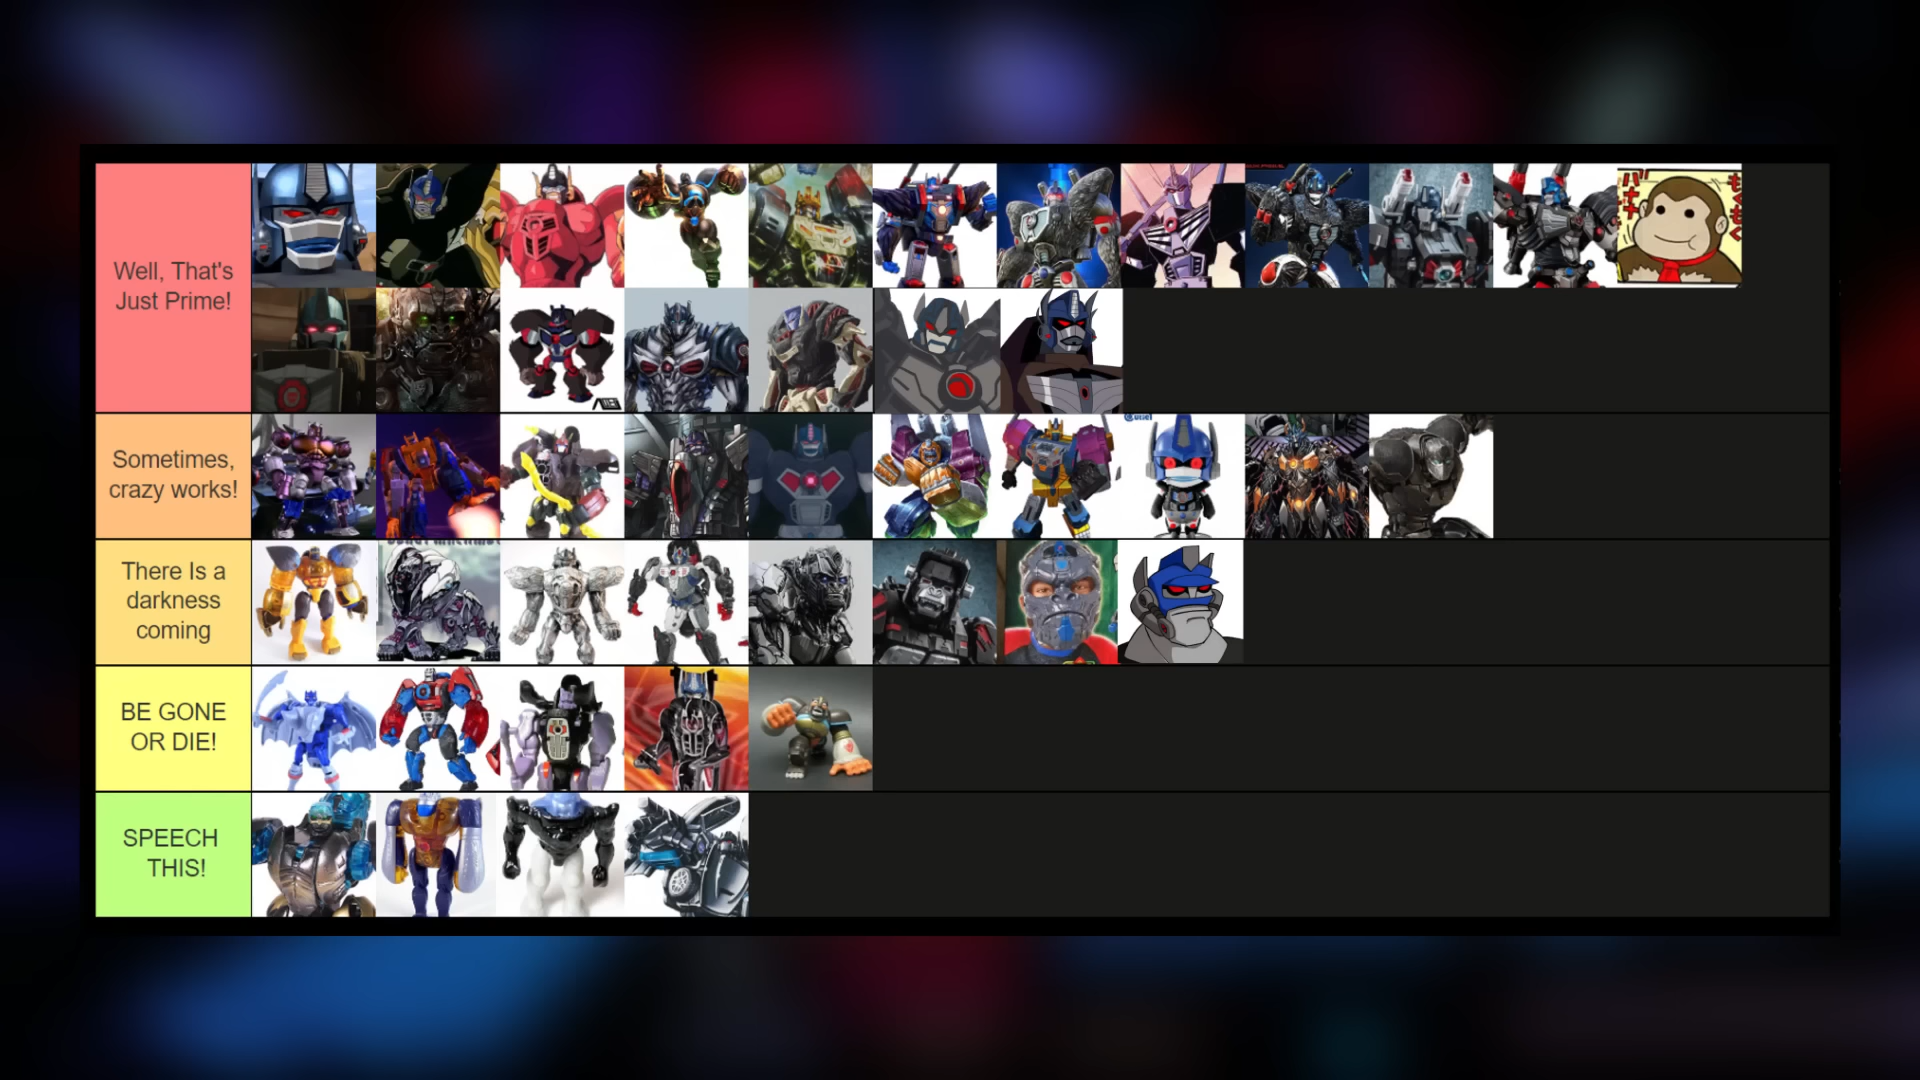 Well, That's
Just Prime!
Sometimes,
crazy works!
There Is a
darkness
coming
BE GONE
OR DIE!
SPEECH
THIS!